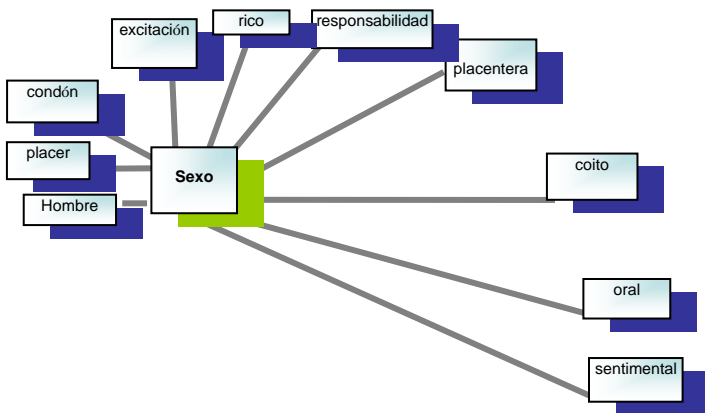 rico
responsabilidad
excitación
placentera
condón
placer
Sexo
coito
Hombre
oral
sentimental